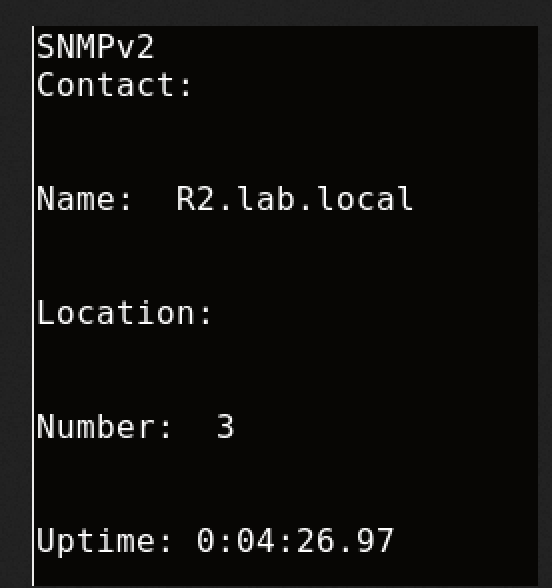 SNMPv2
Contact:
Name:  R2.lab.local
Location:
Number:  3
Uptime: 0:04:26.97